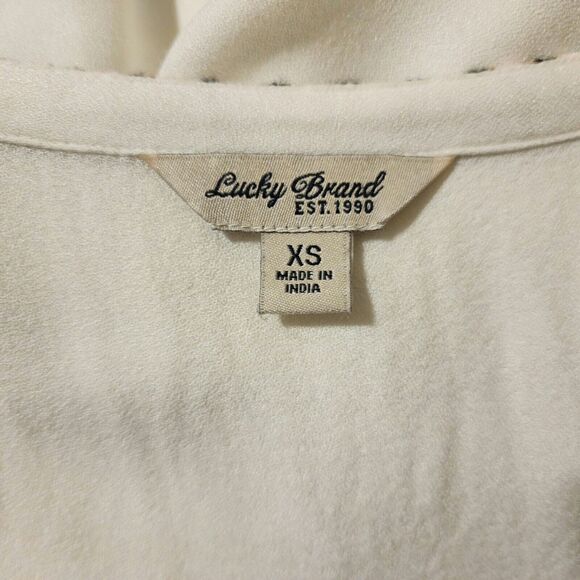 Lucky Brand
EST. 1990
XS
MADE IN
INDIA